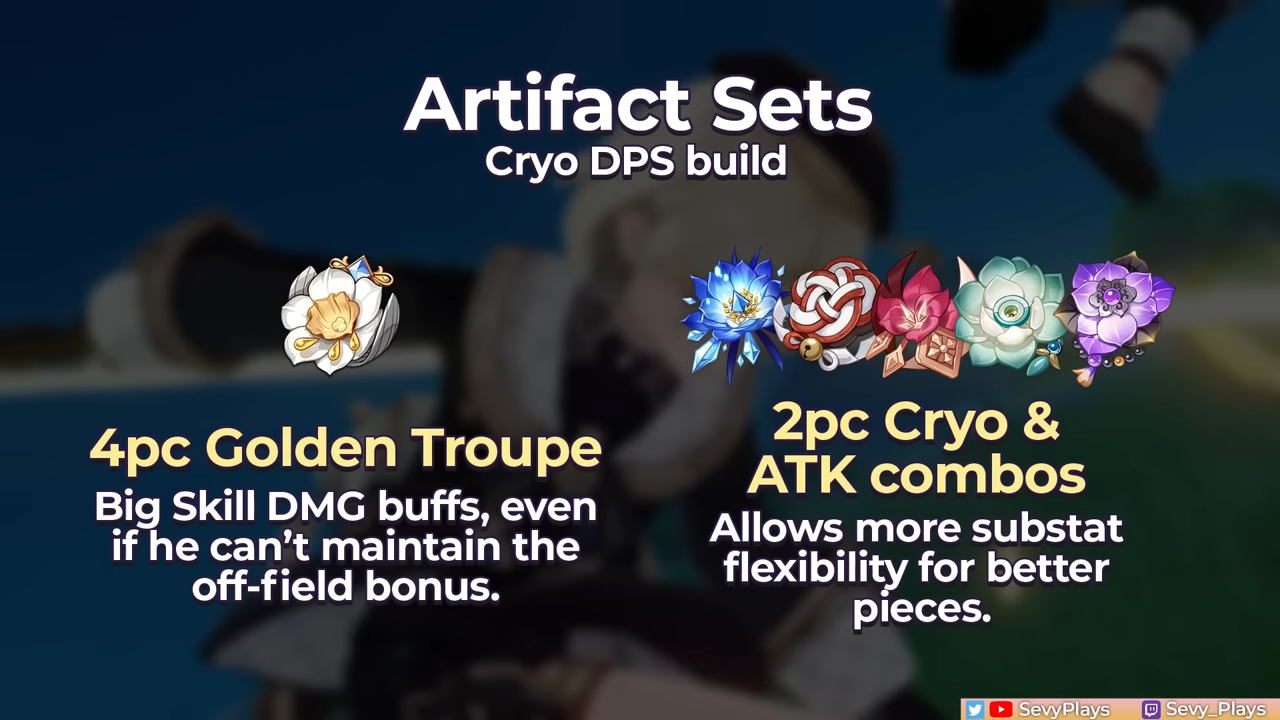 Artifact Sets
Cryo DPS build
4pc Golden Troupe
Big Skill DMG buffs, even
if he can't maintain the
off-field bonus.
2pc Cryo &
ATK combos
Allows more substat
flexibility for better
pieces.
SevyPlays
Sevy_Plays